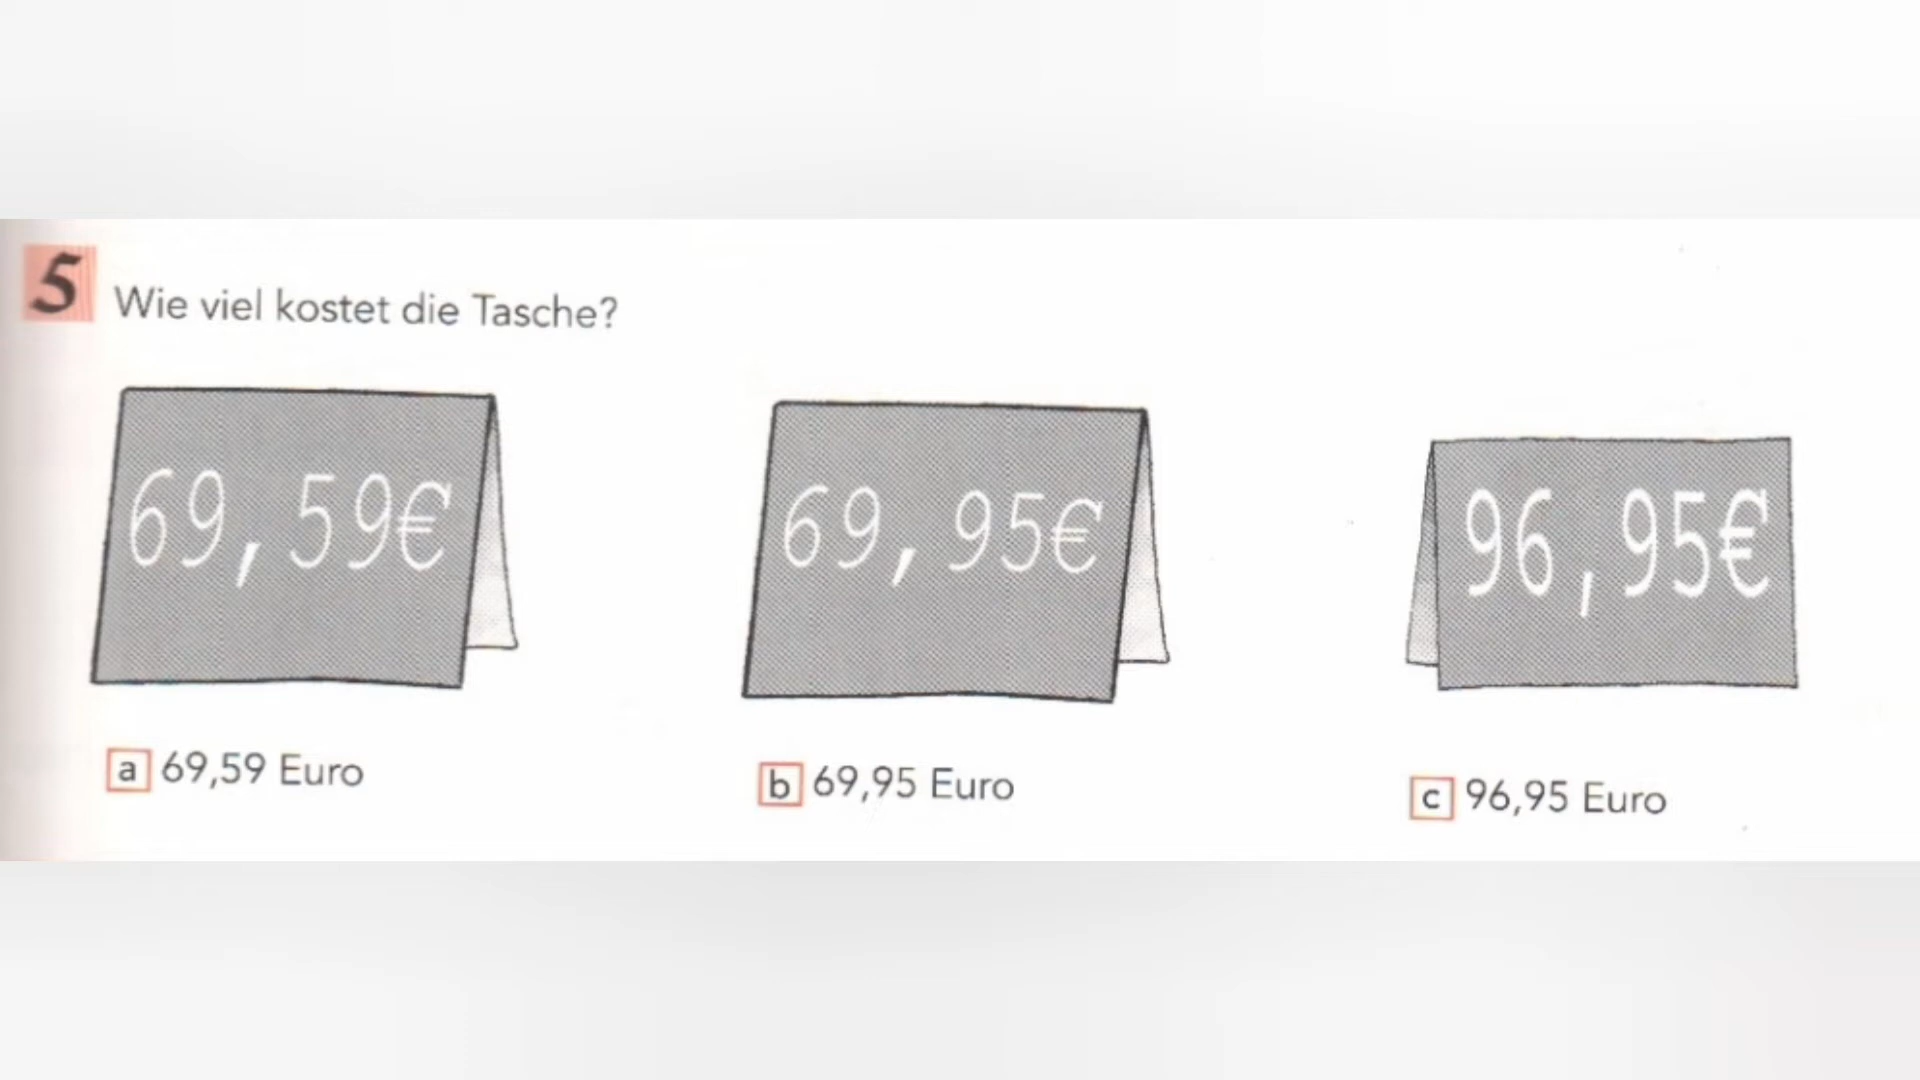 5 Wie viel kostet die Tasche?
69,59€
69,95€
96,95€
a 69,59 Euro
b 69,95 Euro
c 96,95 Euro